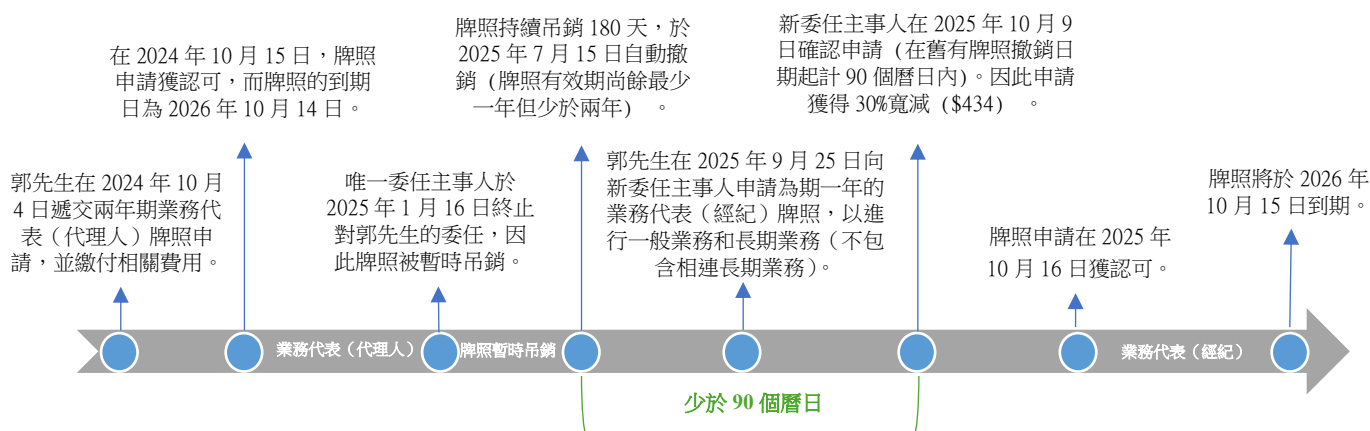 郭先生在 2024 年 10 月
4 日遞交兩年期業務代
表（代理人）牌照申
請，並繳付相關費用。
在 2024 年 10 月 15 日，牌照
申請獲認可，而牌照的到期
日為 2026 年 10 月 14 日。
唯一委任主事人於
2025 年 1 月 16 日終止
對郭先生的委任，因
此牌照被暫時吊銷。
牌照持續吊銷 180 天，於
2025 年 7 月 15 日自動撤
銷 (牌照有效期尚餘最少
一年但少於兩年) 。
郭先生在 2025 年 9 月 25 日向
新委任主事人申請為期一年的
業務代表（經紀）牌照，以進
行一般業務和長期業務（不包
含相連長期業務）。
新委任主事人在 2025 年 10 月 9
日確認申請 (在舊有牌照撤銷日
期起計 90 個曆日內)。因此申請
獲得 30%寬減 ($434) 。
牌照申請在 2025 年
10 月 16 日獲認可。
牌照將於 2026 年
10 月 15 日到期。
業務代表（代理人）
牌照暫時吊銷
業務代表（經紀）
少於 90 個曆日